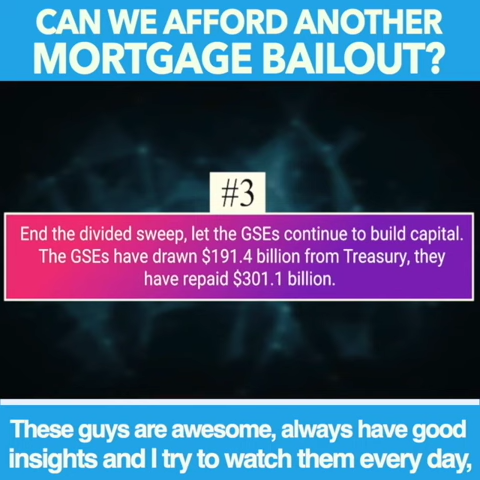 CAN WE AFFORD ANOTHER
MORTGAGE BAILOUT?
#3
End the divided sweep, let the GSEs continue to build capital.
The GSEs have drawn $191.4 billion from Treasury, they
have repaid $301.1 billion.
These guys are awesome, always have good
insights and I try to watch them every day,